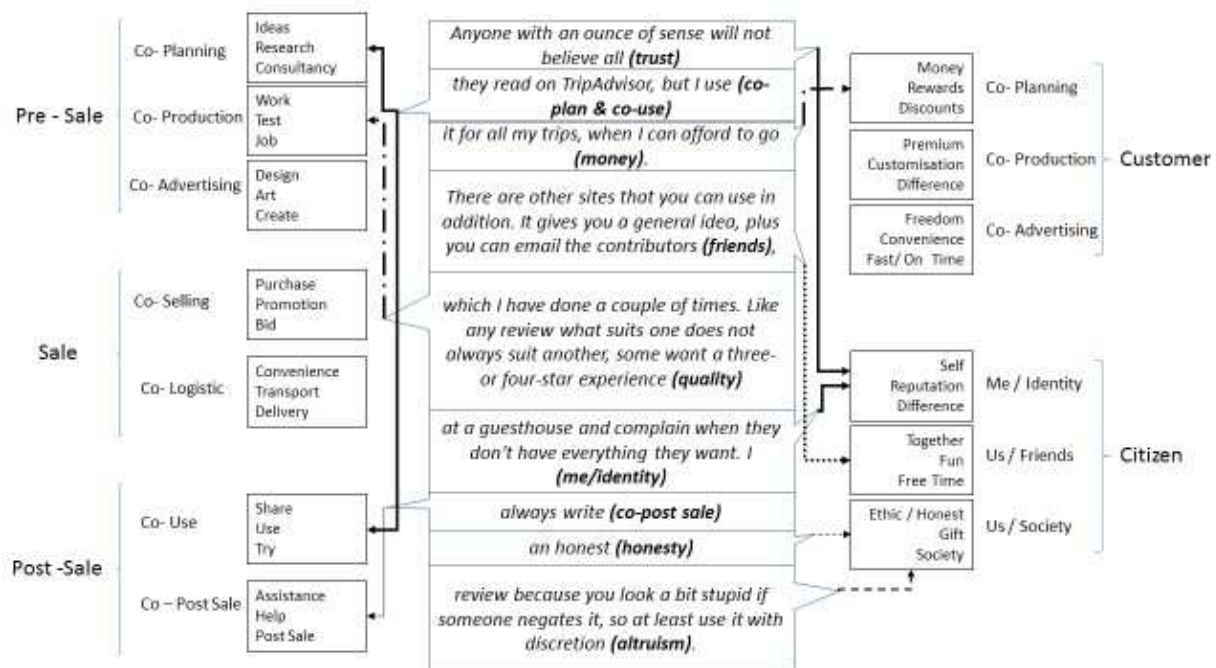 Pre - Sale
Co- Planning
Ideas
Research
Consultancy
Co- Production
Work
Test
Job
Co- Advertising
Design
Art
Create
Sale
Co- Selling
Purchase
Promotion
Bid
Co- Logistic
Convenience
Transport
Delivery
Post -Sale
Co- Use
Share
Use
Try
Co – Post Sale
Assistance
Help
Post Sale
Anyone with an ounce of sense will not
believe all (trust)
they read on TripAdvisor, but I use (co-
plan & co-use)
it for all my trips, when I can afford to go
(money).
There are other sites that you can use in
addition. It gives you a general idea, plus
you can email the contributors (friends),
which I have done a couple of times. Like
any review what suits one does not
always suit another, some want a three-
or four-star experience (quality)
at a guesthouse and complain when they
don't have everything they want. I
(me/identity)
always write (co-post sale)
an honest (honesty)
review because you look a bit stupid if
someone negates it, so at least use it with
discretion (altruism).
Money
Rewards
Discounts
Co- Planning
Premium
Customisation
Difference
Co- Production
Customer
Freedom
Convenience
Fast/ On Time
Co- Advertising
Self
Reputation
Difference
Me / Identity
Together
Fun
Free Time
Us / Friends
Citizen
Ethic / Honest
Gift
Society
Us / Society